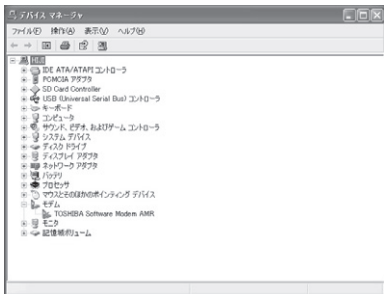 デバイス マネージャ
ファイル(F) 操作(A) 表示(V) ヘルプ(H)
IDE ATA/ATAPI コントローラ
PCMCIA アダプタ
SD Card Controller
USB (Universal Serial Bus) コントローラ
キーボード
コンピュータ
サウンド、ビデオ、およびゲーム コントローラ
システム デバイス
ディスク ドライブ
ディスプレイ アダプタ
ネットワーク アダプタ
バッテリ
プロセッサ
マウスとそのほかのポインティング デバイス
モデム
TOSHIBA Software Modem AMR
モニタ
記憶域ボリューム